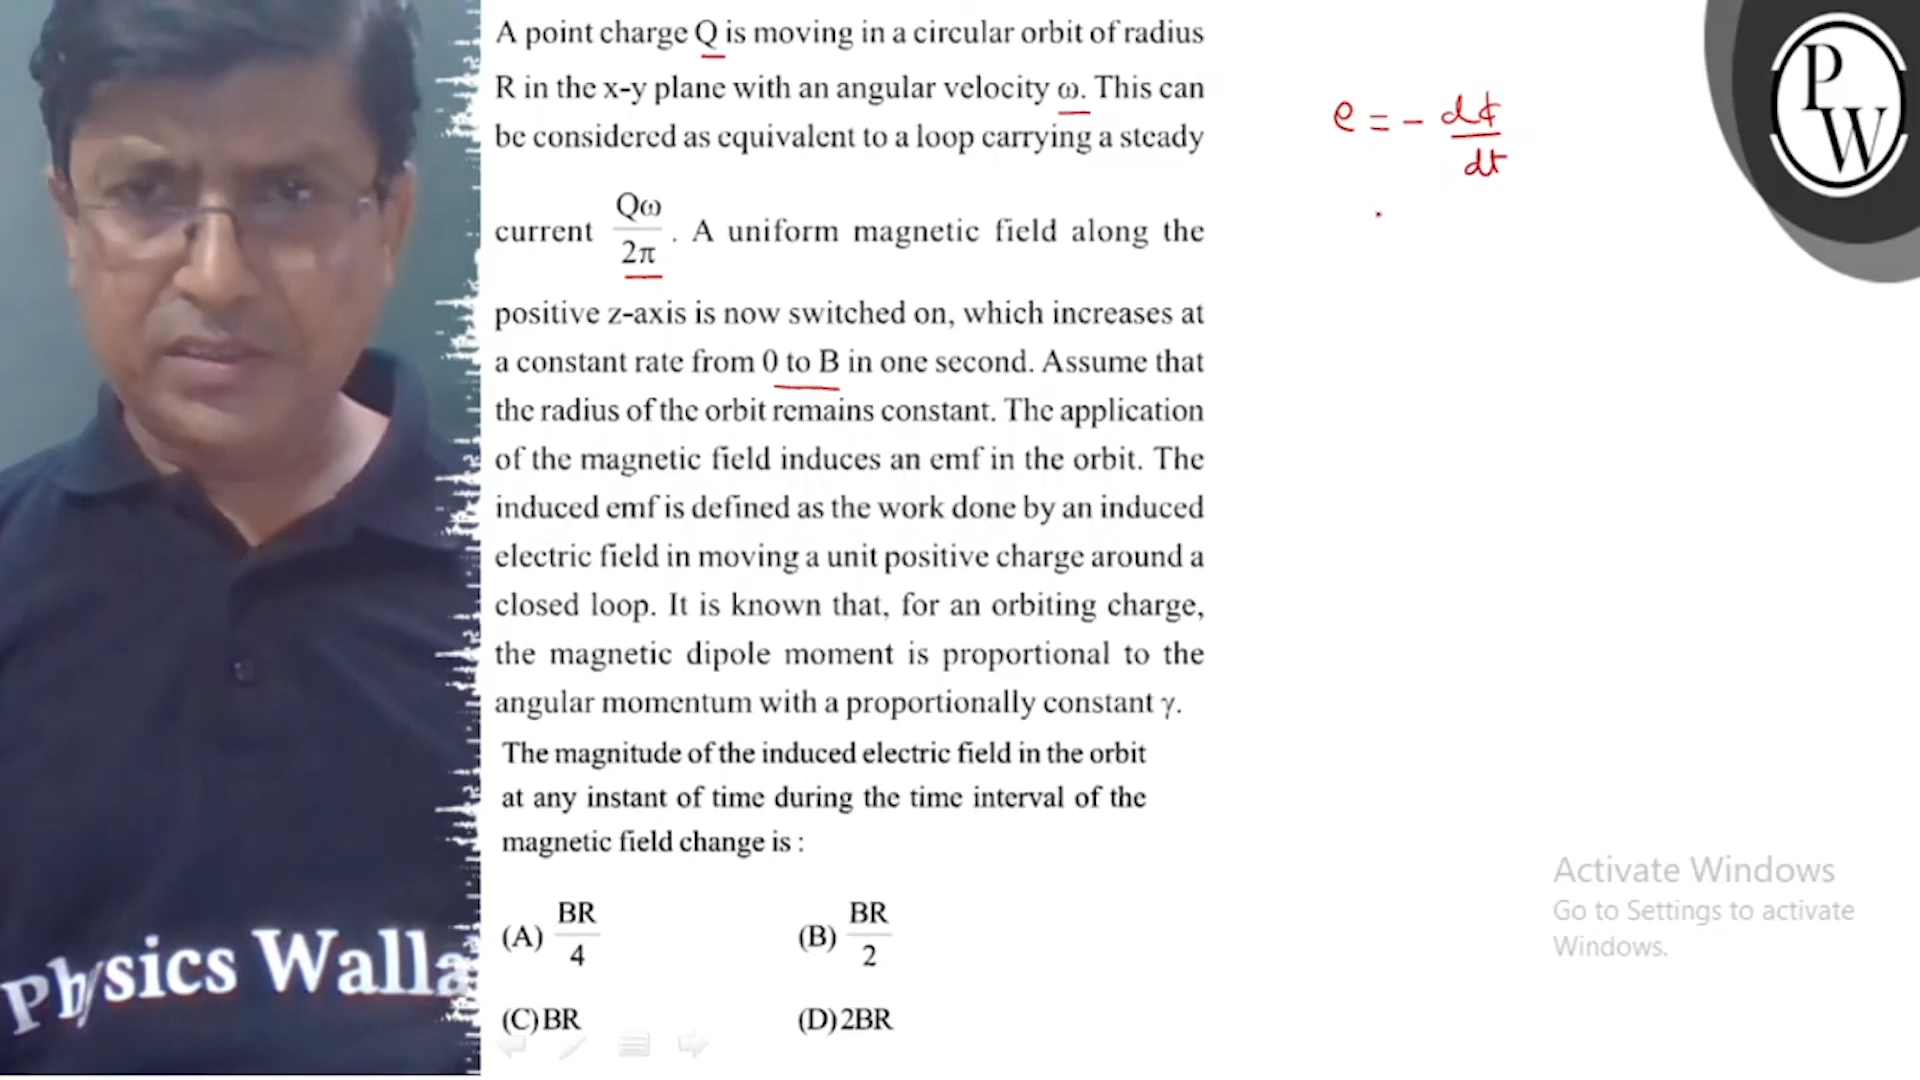 A point charge Q is moving in a circular orbit of radius
R in the x-y plane with an angular velocity ω. This can
be considered as equivalent to a loop carrying a steady
current Qω/2π. A uniform magnetic field along the
positive z-axis is now switched on, which increases at
a constant rate from 0 to B in one second. Assume that
the radius of the orbit remains constant. The application
of the magnetic field induces an emf in the orbit. The
induced emf is defined as the work done by an induced
electric field in moving a unit positive charge around a
closed loop. It is known that, for an orbiting charge,
the magnetic dipole moment is proportional to the
angular momentum with a proportionally constant γ.
The magnitude of the induced electric field in the orbit
at any instant of time during the time interval of the
magnetic field change is :
(A) BR/4 (B) BR/2
(C) BR (D) 2BR
e = - dϕ/dt
PW
Physics Walla
Activate Windows
Go to Settings to activate
Windows.